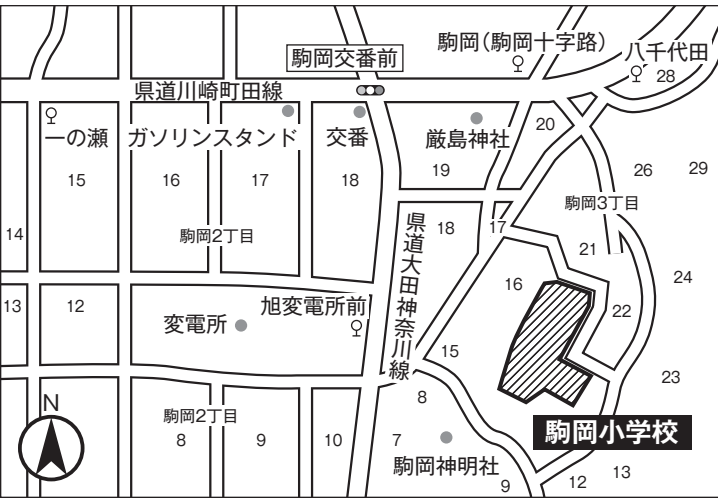 駒岡(駒岡十字路)
八千代田
28
駒岡交番前
県道川崎町田線
一の瀬
ガソリンスタンド
交番
厳島神社
20
15
16
17
18
19
26
29
駒岡3丁目
14
駒岡2丁目
県道大田神奈川線
18
17
21
24
16
13
12
変電所
旭変電所前
22
15
23
N
駒岡2丁目
8
9
10
7
8
駒岡小学校
駒岡神明社
9
12
13